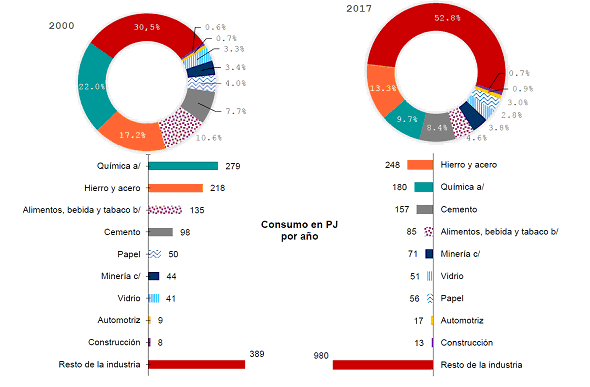 2000
30,5%
0.6%
0.7%
3.3%
3.4%
4.0%
7.7%
10.6%
17.2%
22.0%
2017
52.8%
0.7%
0.9%
3.0%
2.8%
3.8%
4.6%
8.4%
9.7%
13.3%
Química a/ 279
Hierro y acero 218
Alimentos, bebida y tabaco b/ 135
Cemento 98
Papel 50
Minería c/ 44
Vidrio 41
Automotriz 9
Construcción 8
Resto de la industria 389
Consumo en PJ
por año
248 Hierro y acero
180 Química a/
157 Cemento
85 Alimentos, bebida y tabaco b/
71 Minería c/
51 Vidrio
56 Papel
17 Automotriz
13 Construcción
980 Resto de la industria